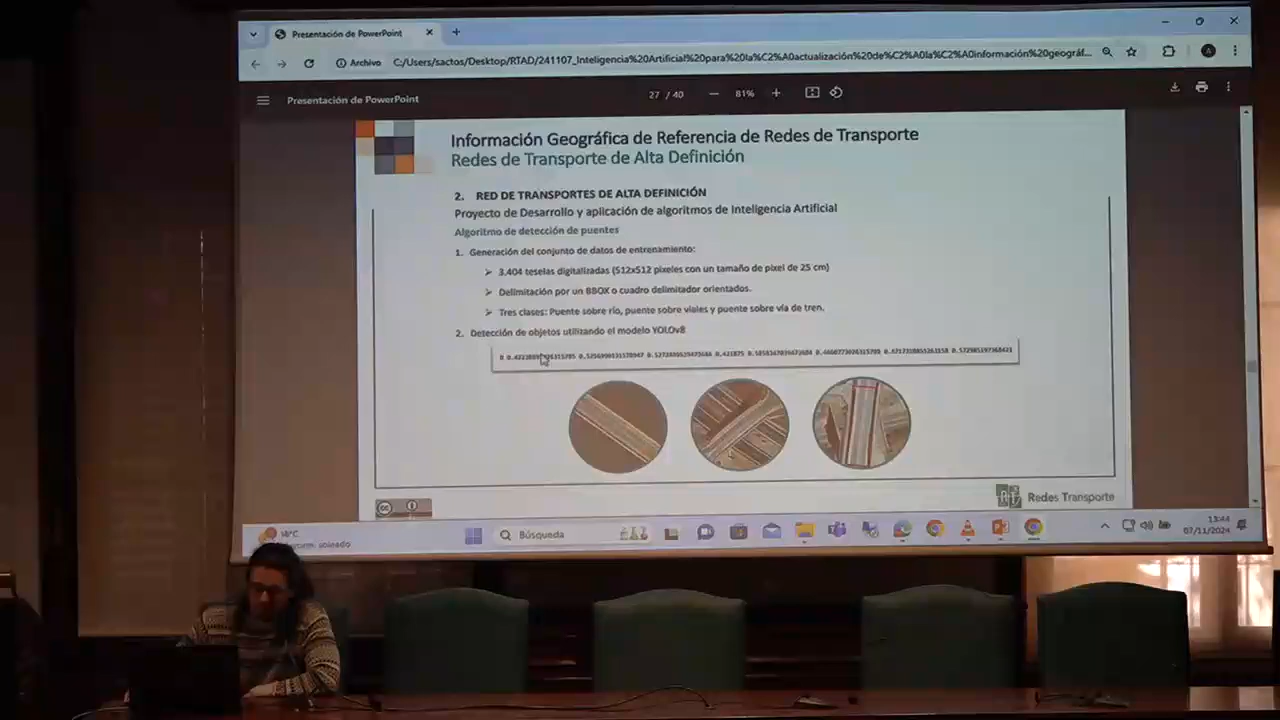 Presentación de PowerPoint
Archivo C:/Users/sactos/Desktop/RTAD/241107_Inteligencia%20Artificial%20para%20la%C2%A0actualización%20de%C2%A0la%C2%A0información%20geográf...
Presentación de PowerPoint 27 / 40 81%
Información Geográfica de Referencia de Redes de Transporte
Redes de Transporte de Alta Definición
2. RED DE TRANSPORTES DE ALTA DEFINICIÓN
Proyecto de Desarrollo y aplicación de algoritmos de Inteligencia Artificial
Algoritmo de detección de puentes
1. Generación del conjunto de datos de entrenamiento:
➢ 3.404 teselas digitalizadas (512x512 píxeles con un tamaño de píxel de 25 cm)
➢ Delimitación por un BBOX o cuadro delimitador orientados.
➢ Tres clases: Puente sobre río, puente sobre viales y puente sobre vía de tren.
2. Detección de objetos utilizando el modelo YOLOv8
Redes Transporte
Búsqueda
soleado
13:44
07/11/2024